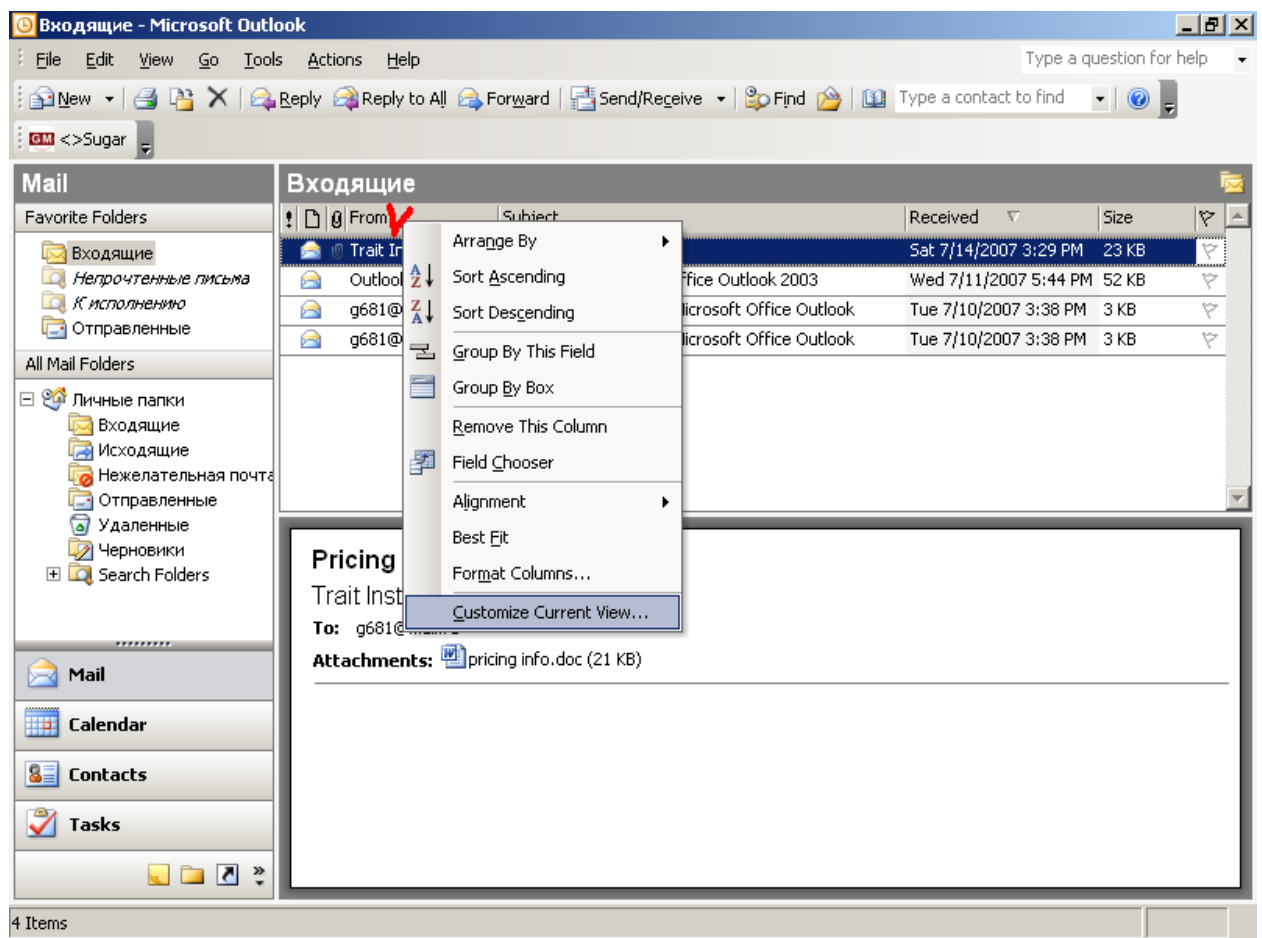 Входящие - Microsoft Outlook
File Edit View Go Tools Actions Help Type a question for help
New Reply Reply to All Forward Send/Receive Find Type a contact to find
GM <>Sugar
Mail
Favorite Folders
Входящие
Непрочтенные письма
К исполнению
Отправленные
All Mail Folders
Личные папки
Входящие
Исходящие
Нежелательная почта
Отправленные
Удаленные
Черновики
Search Folders
Mail
Calendar
Contacts
Tasks
Входящие
From Subject Received Size
Trait In Sat 7/14/2007 3:29 PM 23 KB
Outlool ffice Outlook 2003 Wed 7/11/2007 5:44 PM 52 KB
g681@ licrosoft Office Outlook Tue 7/10/2007 3:38 PM 3 KB
g681@ licrosoft Office Outlook Tue 7/10/2007 3:38 PM 3 KB
Arrange By
Sort Ascending
Sort Descending
Group By This Field
Group By Box
Remove This Column
Field Chooser
Alignment
Best Fit
Format Columns...
Customize Current View...
Pricing
Trait Inst
To: g681@
Attachments: pricing info.doc (21 KB)
4 Items